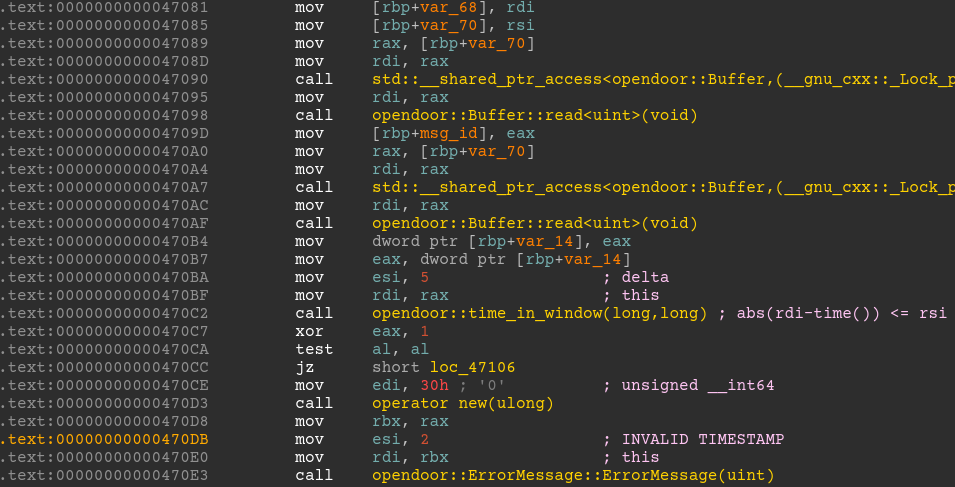 .text:0000000000047081 mov [rbp+var_68], rdi
.text:0000000000047085 mov [rbp+var_70], rsi
.text:0000000000047089 mov rax, [rbp+var_70]
.text:000000000004708D mov rdi, rax
.text:0000000000047090 call std::__shared_ptr_access<opendoor::Buffer,(__gnu_cxx::_Lock_p
.text:0000000000047095 mov rdi, rax
.text:0000000000047098 call opendoor::Buffer::read<uint>(void)
.text:000000000004709D mov [rbp+msg_id], eax
.text:00000000000470A0 mov rax, [rbp+var_70]
.text:00000000000470A4 mov rdi, rax
.text:00000000000470A7 call std::__shared_ptr_access<opendoor::Buffer,(__gnu_cxx::_Lock_p
.text:00000000000470AC mov rdi, rax
.text:00000000000470AF call opendoor::Buffer::read<uint>(void)
.text:00000000000470B4 mov dword ptr [rbp+var_14], eax
.text:00000000000470B7 mov eax, dword ptr [rbp+var_14]
.text:00000000000470BA mov esi, 5 ; delta
.text:00000000000470BF mov rdi, rax ; this
.text:00000000000470C2 call opendoor::time_in_window(long,long) ; abs(rdi-time()) <= rsi
.text:00000000000470C7 xor eax, 1
.text:00000000000470CA test al, al
.text:00000000000470CC jz short loc_47106
.text:00000000000470CE mov edi, 30h ; '0' ; unsigned __int64
.text:00000000000470D3 call operator new(ulong)
.text:00000000000470D8 mov rbx, rax
.text:00000000000470DB mov esi, 2 ; INVALID TIMESTAMP
.text:00000000000470E0 mov rdi, rbx ; this
.text:00000000000470E3 call opendoor::ErrorMessage::ErrorMessage(uint)